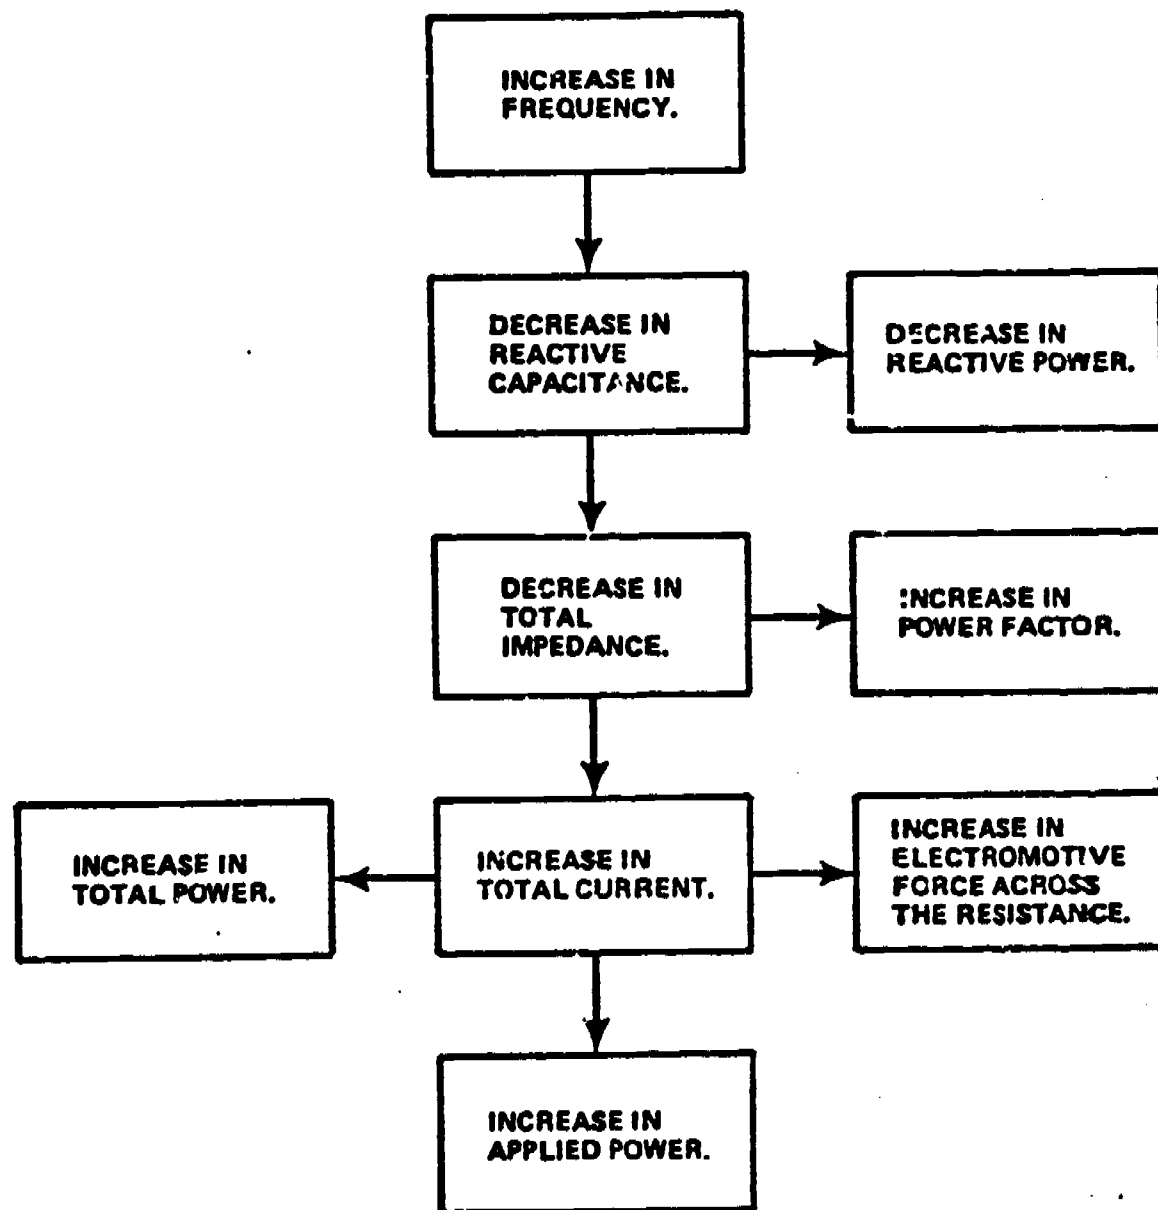 INCREASE IN
FREQUENCY.
DECREASE IN
REACTIVE
CAPACITANCE.
DECREASE IN
REACTIVE POWER.
DECREASE IN
TOTAL
IMPEDANCE.
INCREASE IN
POWER FACTOR.
INCREASE IN
TOTAL POWER.
INCREASE IN
TOTAL CURRENT.
INCREASE IN
ELECTROMOTIVE
FORCE ACROSS
THE RESISTANCE.
INCREASE IN
APPLIED POWER.